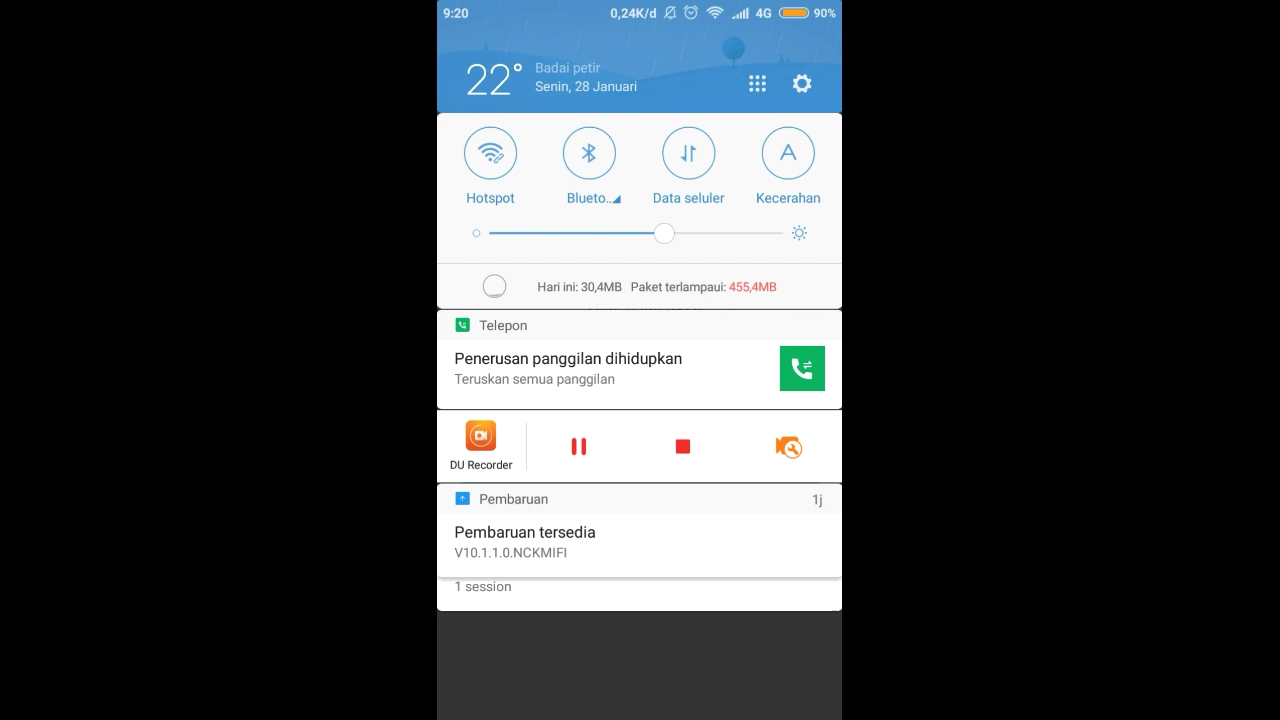 9:20 0,24K/d 4G 90%
22° Badai petir
Senin, 28 Januari
Hotspot Blueto.. Data seluler Kecerahan
Hari ini: 30,4MB Paket terlampaui: 455,4MB
Telepon
Penerusan panggilan dihidupkan
Teruskan semua panggilan
DU Recorder
Pembaruan 1j
Pembaruan tersedia
V10.1.1.0.NCKMIFI
1 session